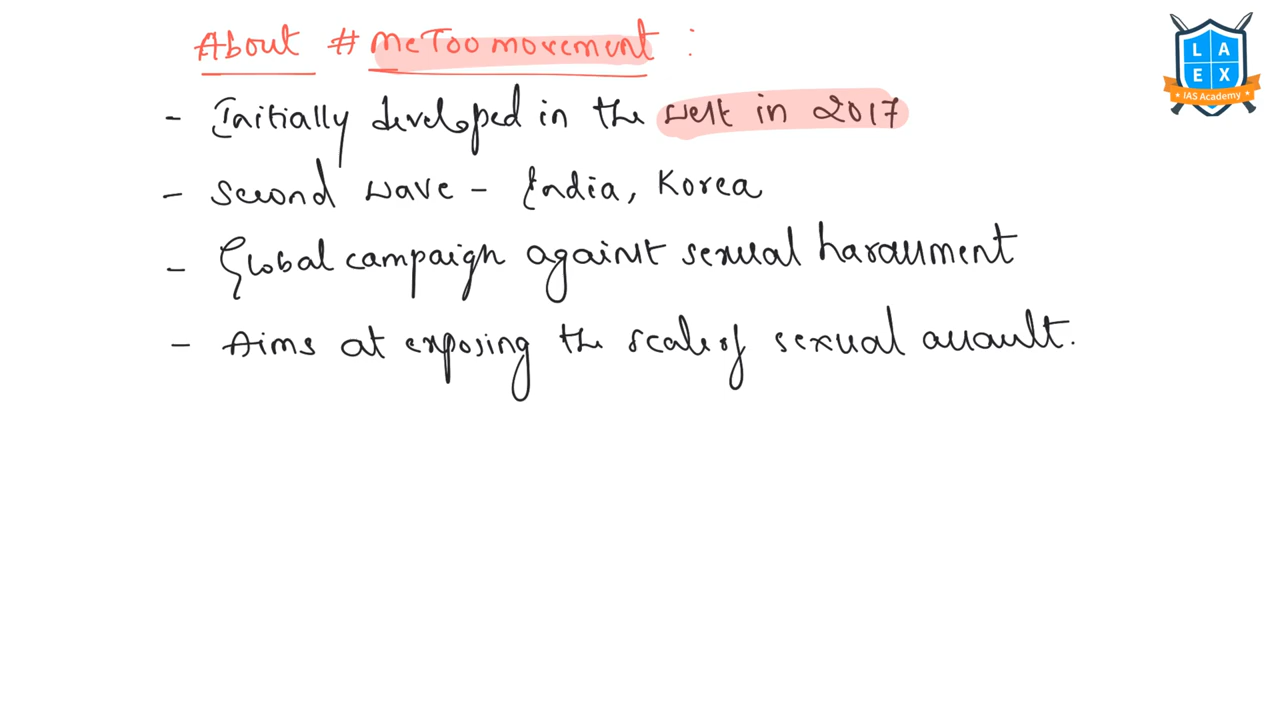 About #MeToo movement :
- Initially developed in the west in 2017
- Second wave - India, Korea
- Global campaign against sexual harassment
- Aims at exposing the scale of sexual assault.
L A
E X
IAS Academy